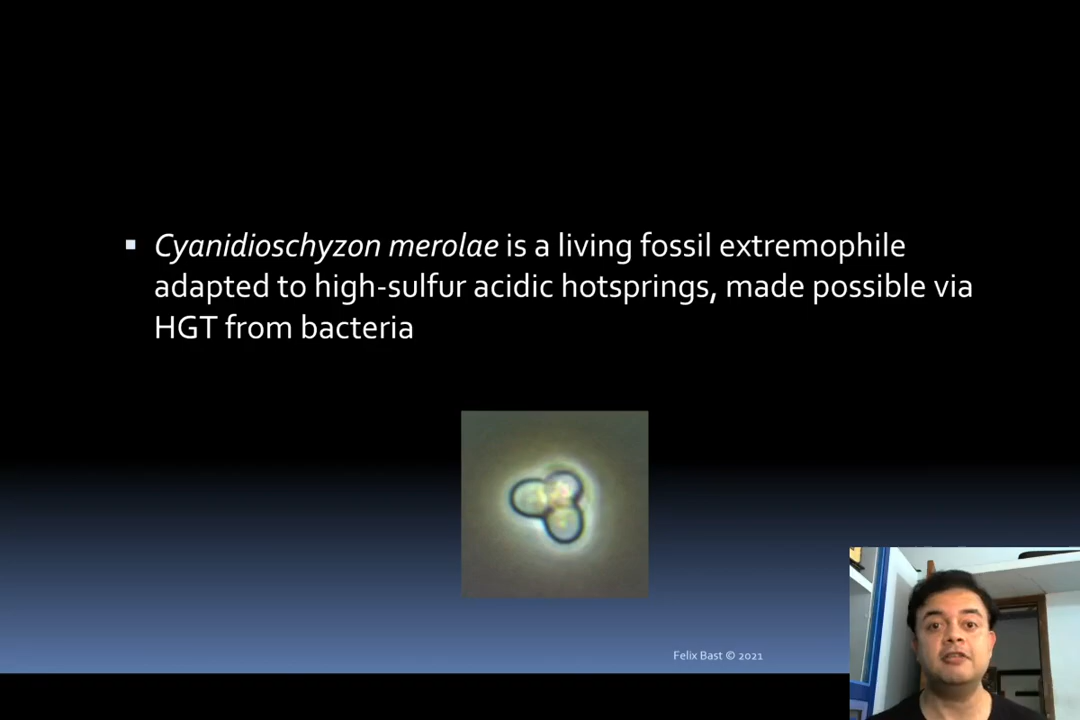 Cyanidioschyzon merolae is a living fossil extremophile
adapted to high-sulfur acidic hotsprings, made possible via
HGT from bacteria
Felix Bast © 2021